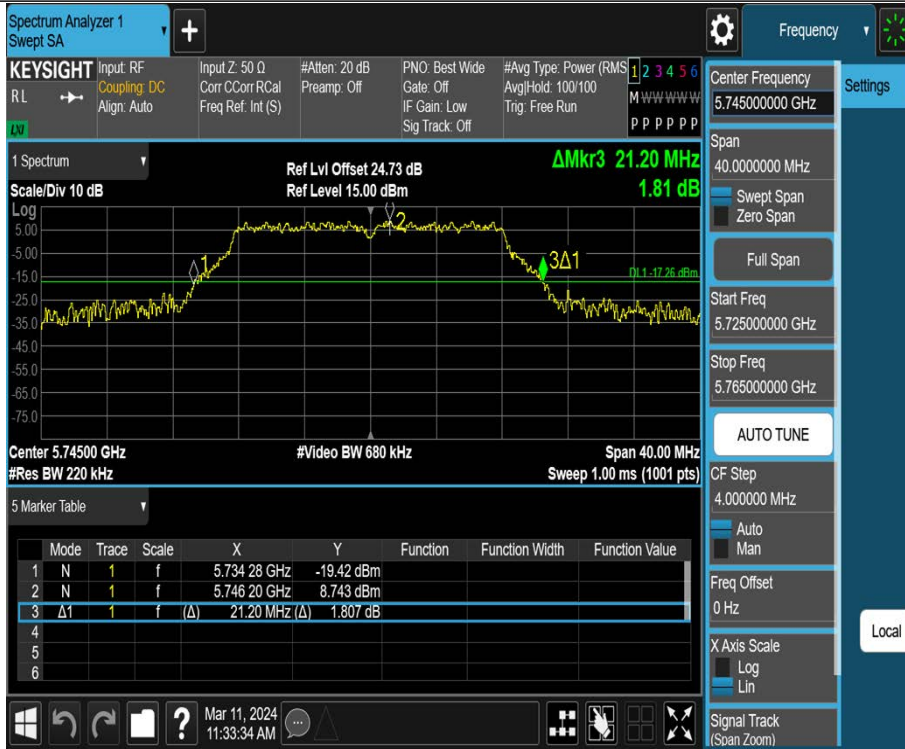 Spectrum Analyzer 1
Swept SA
+
Frequency
KEYSIGHT
RL
LXI
Input: RF
Coupling: DC
Align: Auto
Input Z: 50 Ω
Corr CCorr RCal
Freq Ref: Int (S)
#Atten: 20 dB
Preamp: Off
PNO: Best Wide
Gate: Off
IF Gain: Low
Sig Track: Off
#Avg Type: Power (RMS
Avg|Hold: 100/100
Trig: Free Run
1 2 3 4 5 6
M W W W W W
P P P P P P
Center Frequency
5.745000000 GHz
Settings
1 Spectrum
Scale/Div 10 dB
Ref Lvl Offset 24.73 dB
Ref Level 15.00 dBm
ΔMkr3 21.20 MHz
1.81 dB
Log
5.00
-5.00
-15.0
-25.0
-35.0
-45.0
-55.0
-65.0
-75.0
1
2
3Δ1
DL1 -17.26 dBm
Center 5.74500 GHz
#Res BW 220 kHz
#Video BW 680 kHz
Span 40.00 MHz
Sweep 1.00 ms (1001 pts)
Span
40.0000000 MHz
Swept Span
Zero Span
Full Span
Start Freq
5.725000000 GHz
Stop Freq
5.765000000 GHz
AUTO TUNE
CF Step
4.000000 MHz
Auto
Man
Freq Offset
0 Hz
X Axis Scale
Log
Lin
Signal Track
(Span Zoom)
Local
5 Marker Table
Mode Trace Scale X Y Function Function Width Function Value
1 N 1 f 5.734 28 GHz -19.42 dBm
2 N 1 f 5.746 20 GHz 8.743 dBm
3 Δ1 1 f (Δ) 21.20 MHz (Δ) 1.807 dB
4
5
6
?
Mar 11, 2024
11:33:34 AM